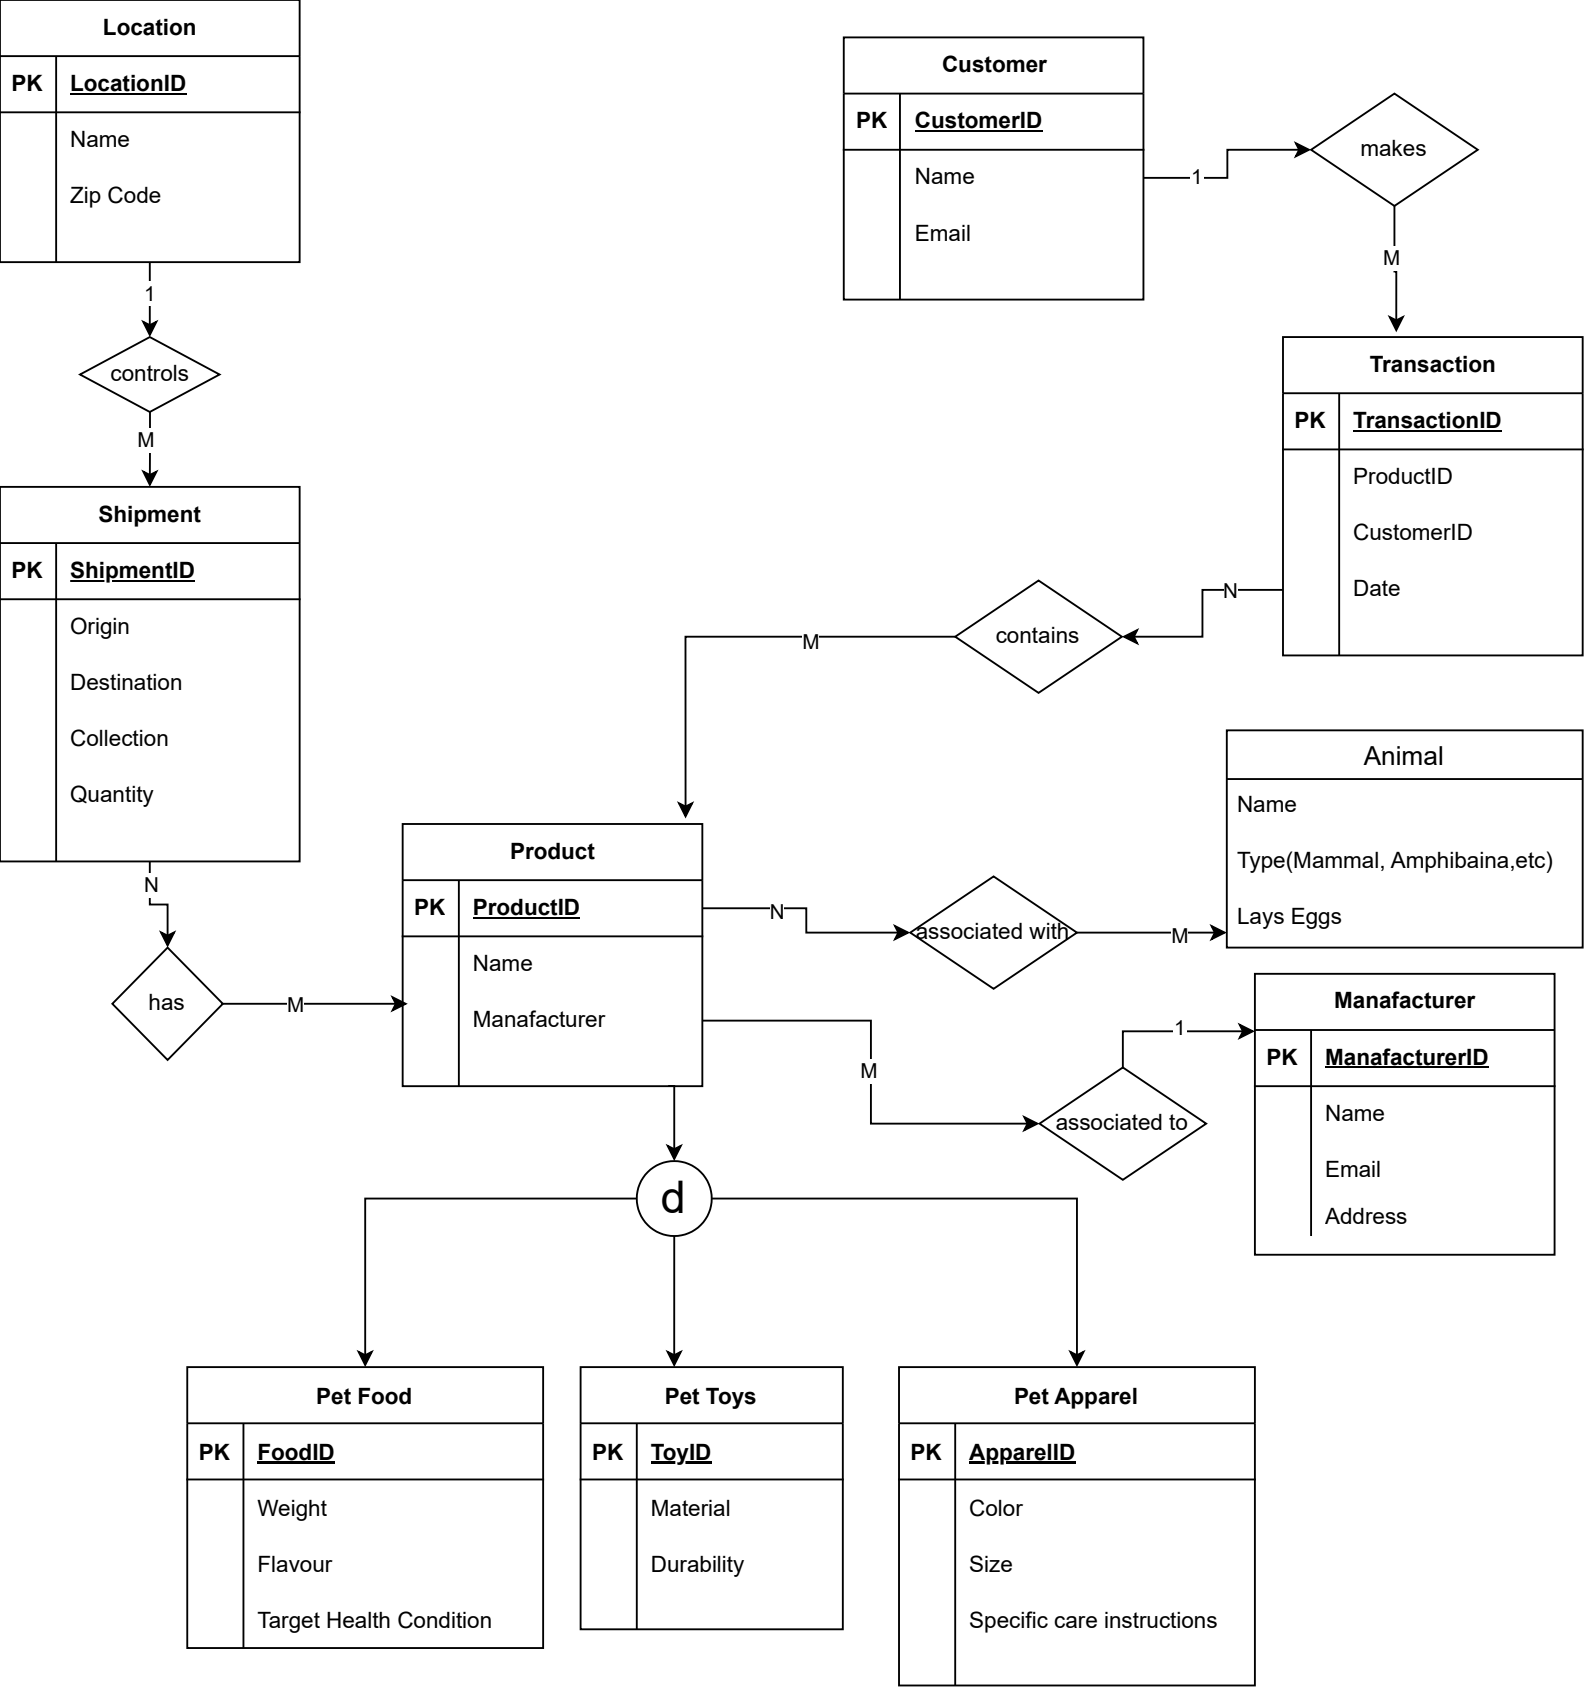 Location
PK LocationID
Name
Zip Code
1
controls
M
Shipment
PK ShipmentID
Origin
Destination
Collection
Quantity
N
has
M
Customer
PK CustomerID
Name
Email
1
makes
M
Transaction
PK TransactionID
ProductID
CustomerID
Date
N
contains
M
Product
PK ProductID
Name
Manafacturer
N
associated with
M
Animal
Name
Type(Mammal, Amphibaina,etc)
Lays Eggs
M
associated to
1
Manafacturer
PK ManafacturerID
Name
Email
Address
d
Pet Food
PK FoodID
Weight
Flavour
Target Health Condition
Pet Toys
PK ToyID
Material
Durability
Pet Apparel
PK ApparelID
Color
Size
Specific care instructions